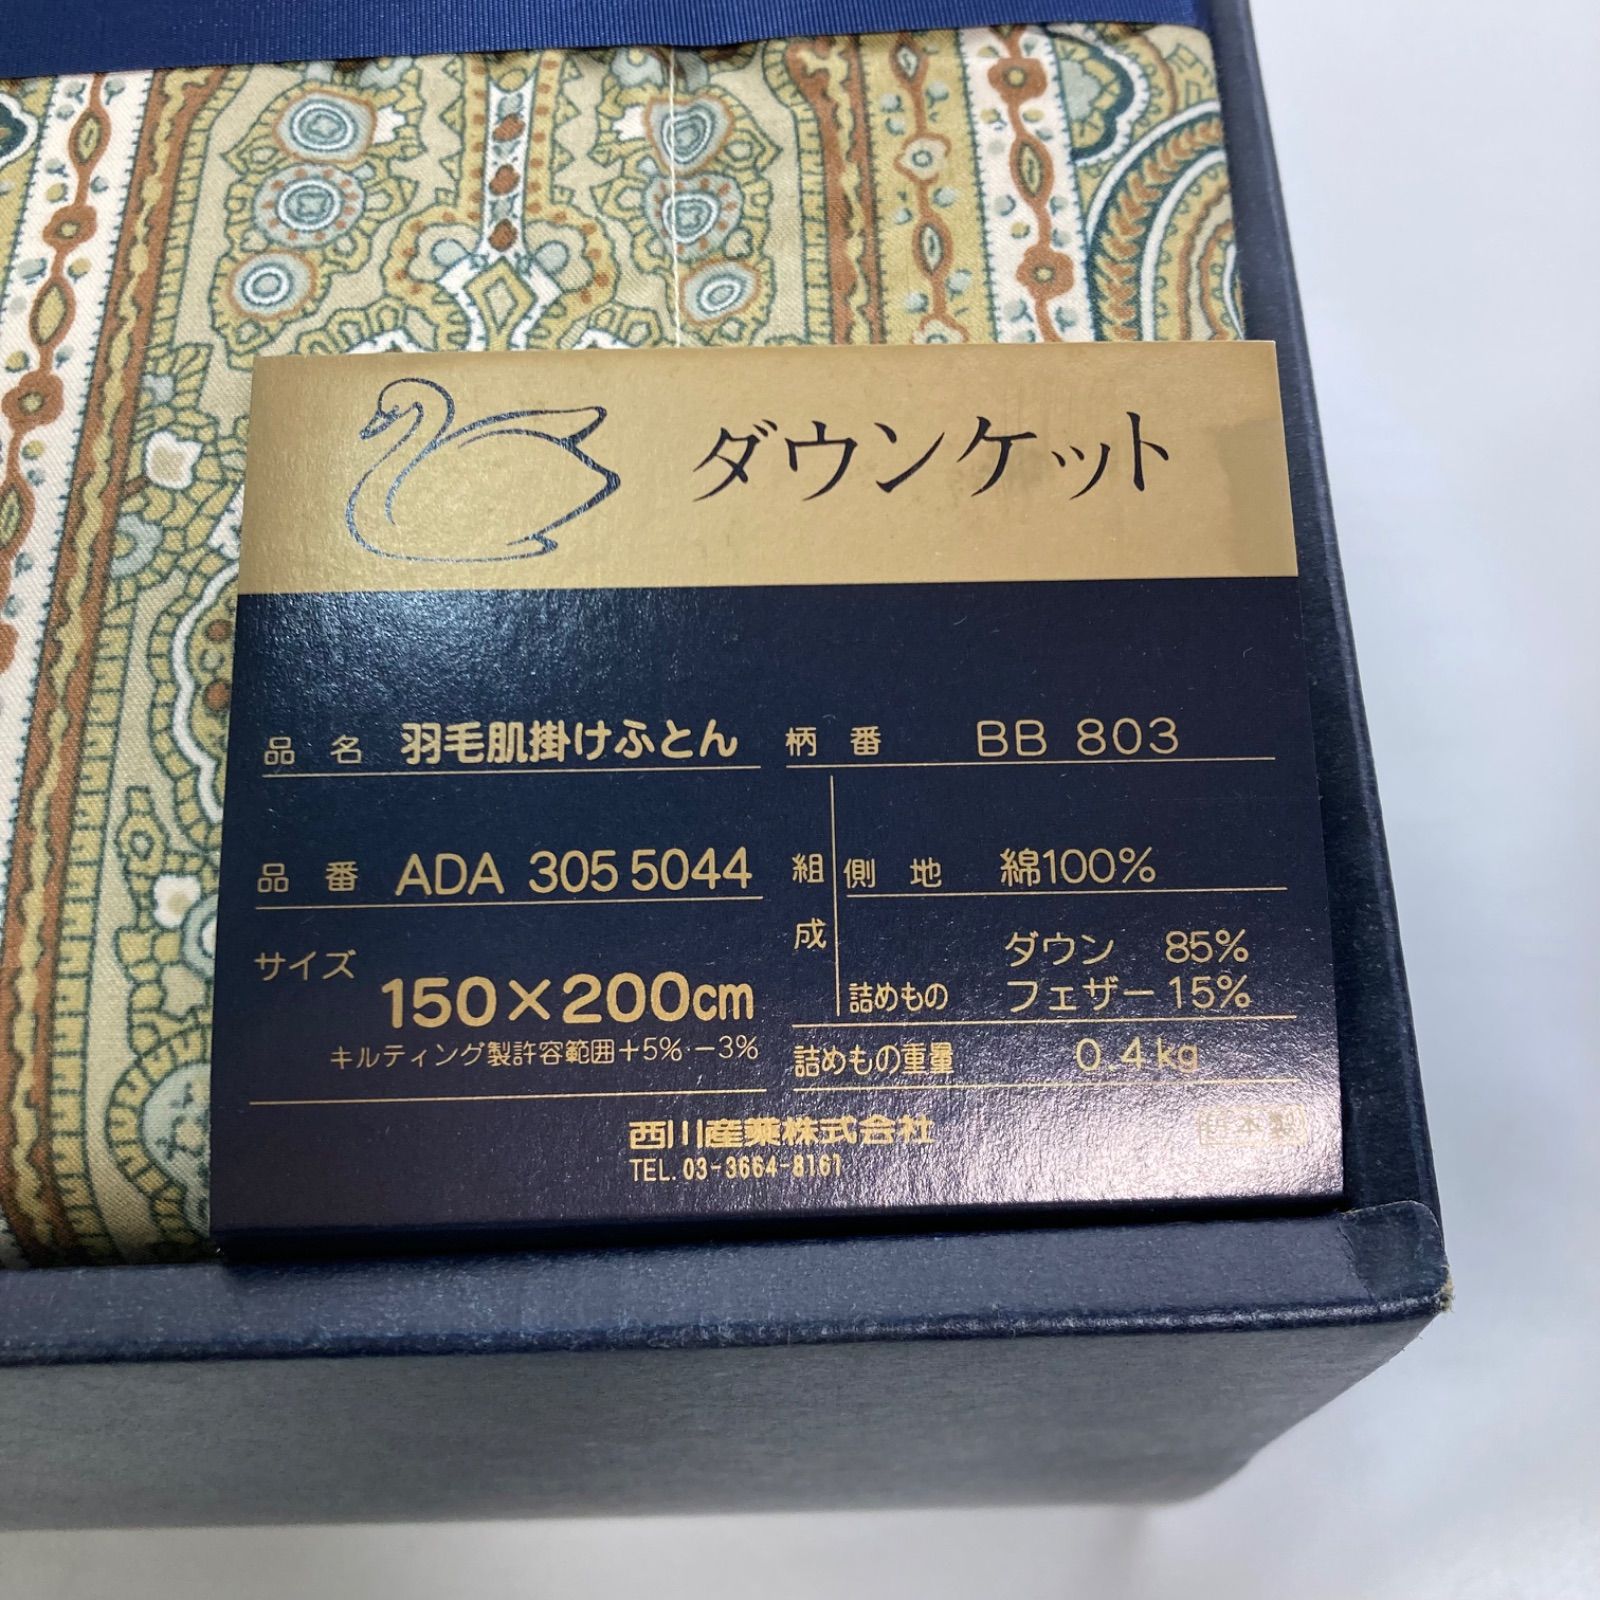 ダウンケット
品名 羽毛肌掛けふとん
柄番 BB 803
品番 ADA 305 5044
組成 側地 綿100%
サイズ 150×200cm
キルティング製許容範囲+5%·−3%
詰めもの ダウン 85%
フェザー 15%
詰めもの重量 0.4kg
西川産業株式会社
TEL. 03-3664-8161
日本製